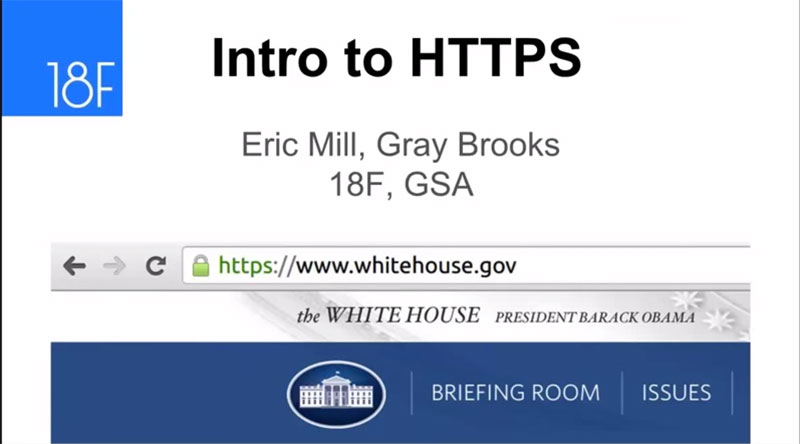 18F
Intro to HTTPS
Eric Mill, Gray Brooks
18F, GSA
https://www.whitehouse.gov
the WHITE HOUSE PRESIDENT BARACK OBAMA
BRIEFING ROOM ISSUES